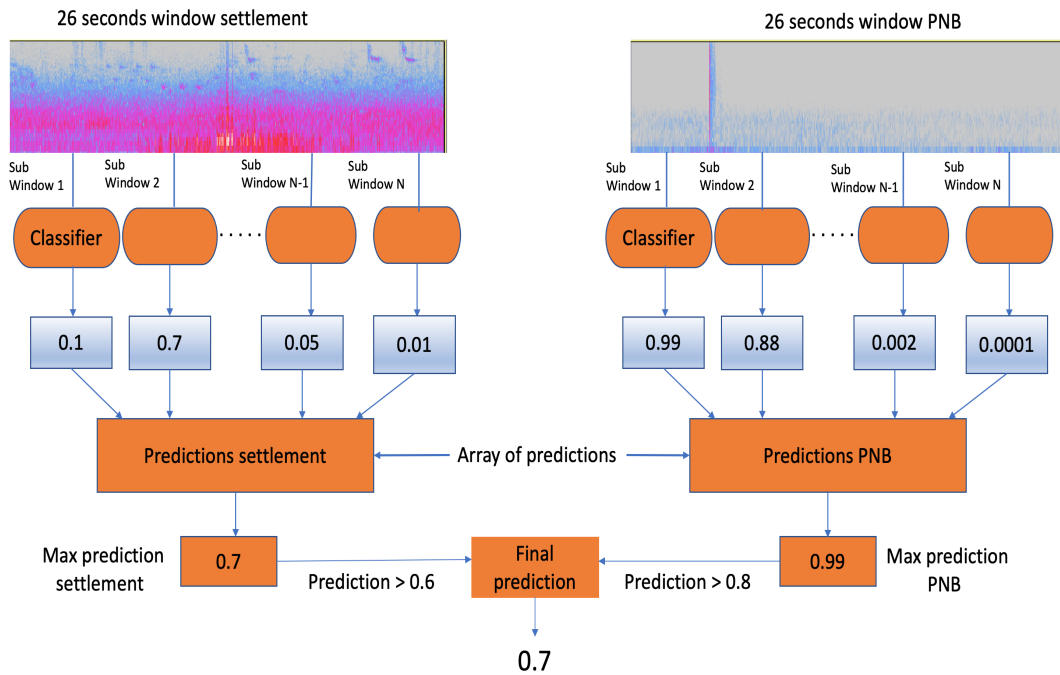 26 seconds window settlement
26 seconds window PNB
Sub
Window 1
Sub
Window 2
Sub
Window N-1
Sub
Window N
Sub
Window 1
Sub
Window 2
Sub
Window N-1
Sub
Window N
Classifier
.....
Classifier
.....
0.1
0.7
0.05
0.01
0.99
0.88
0.002
0.0001
Predictions settlement
Array of predictions
Predictions PNB
Max prediction
settlement
0.7
Prediction > 0.6
Final
prediction
Prediction > 0.8
0.99
Max prediction
PNB
0.7